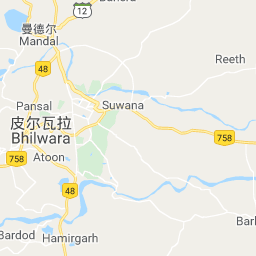 12
曼德尔
Mandal
Reeth
48
Pansal
Suwana
皮尔瓦拉
Bhilwara
758
758
Atoon
48
Bardod
Hamirgarh